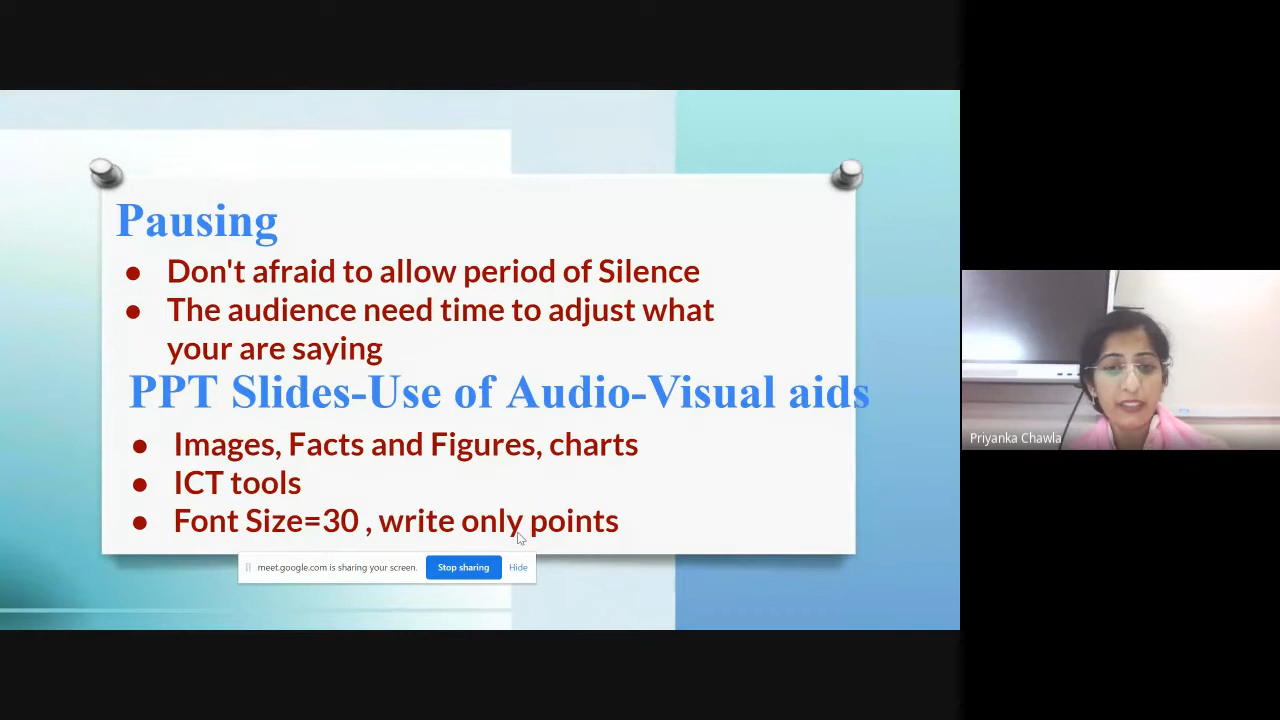 Pausing
● Don't afraid to allow period of Silence
● The audience need time to adjust what
your are saying
PPT Slides-Use of Audio-Visual aids
● Images, Facts and Figures, charts
● ICT tools
● Font Size=30 , write only points
meet.google.com is sharing your screen. Stop sharing Hide
Priyanka Chawla